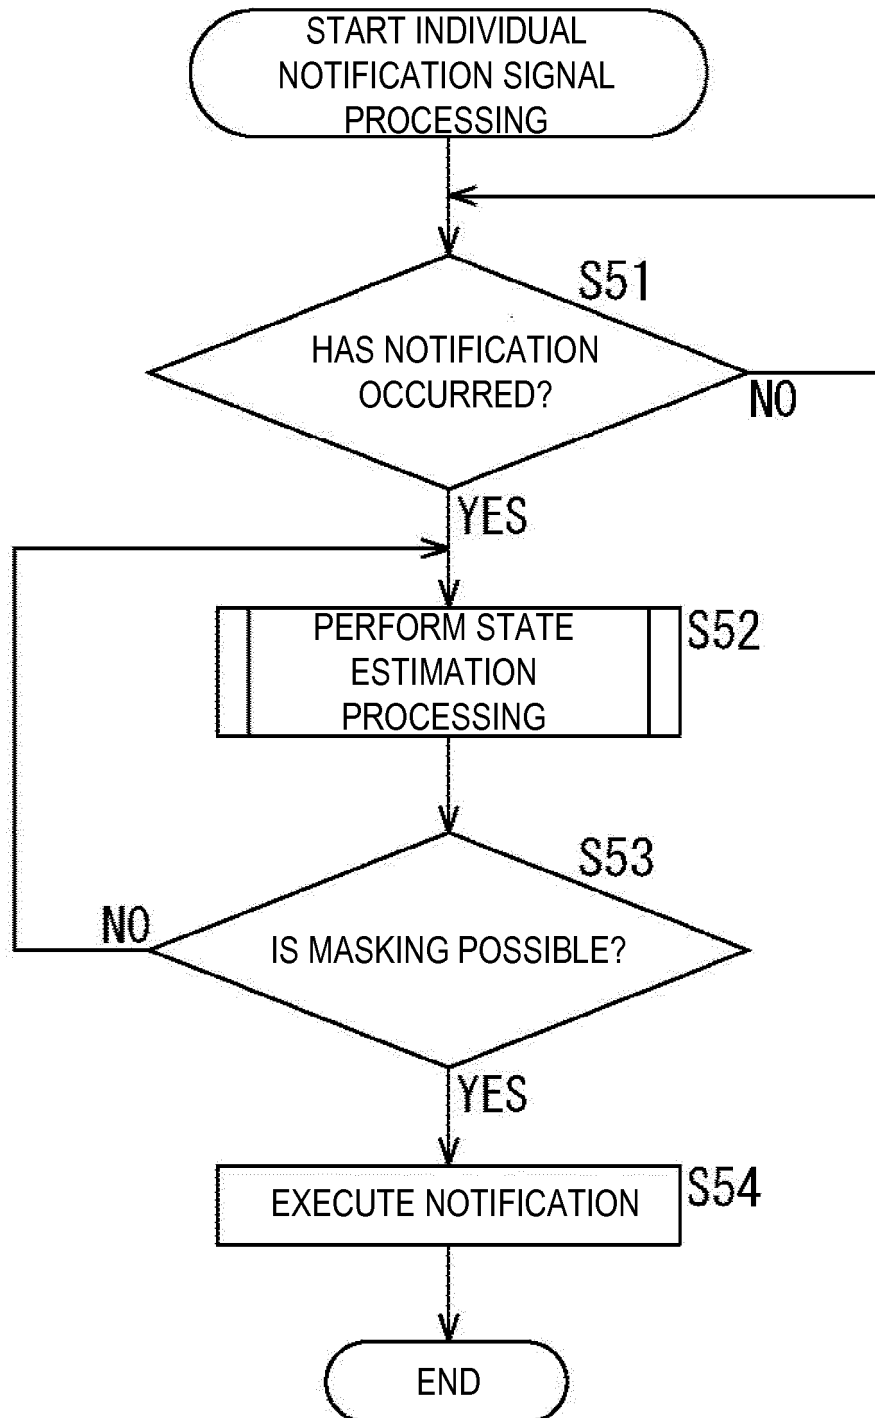 START INDIVIDUAL
NOTIFICATION SIGNAL
PROCESSING
S51
HAS NOTIFICATION
OCCURRED?
NO
YES
PERFORM STATE
ESTIMATION
PROCESSING
S52
S53
NO
IS MASKING POSSIBLE?
YES
EXECUTE NOTIFICATION
S54
END